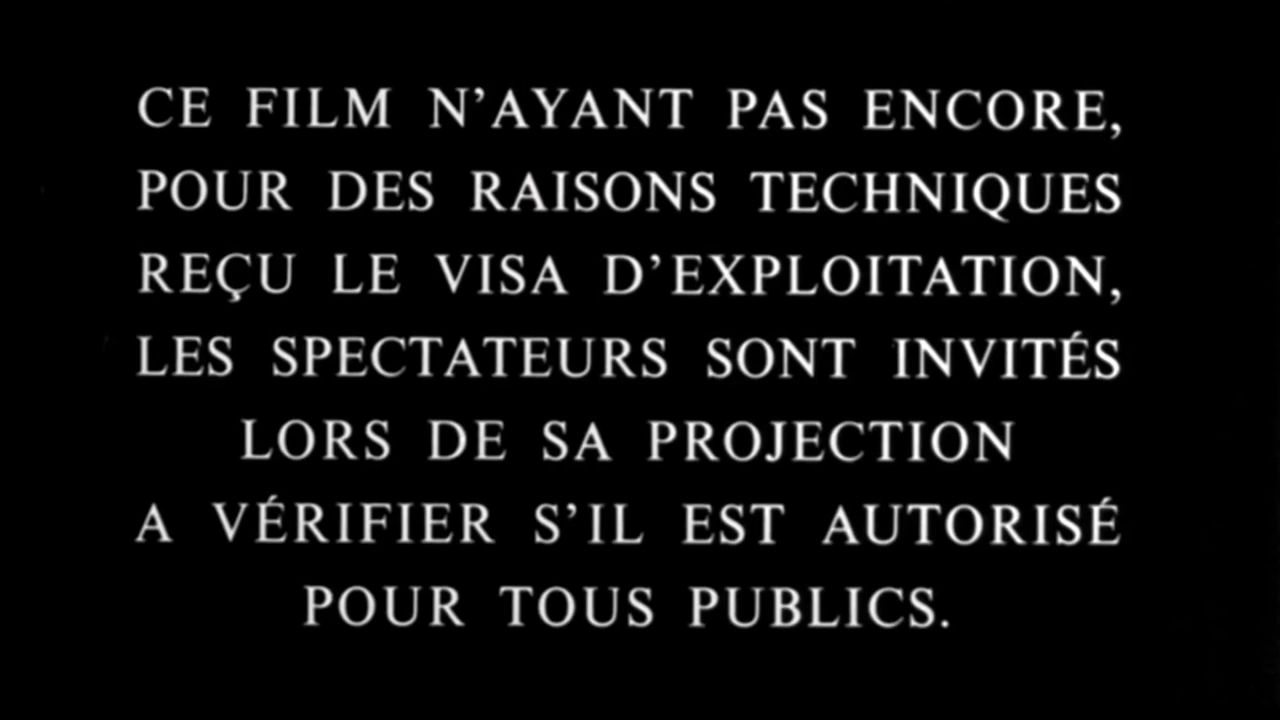 CE FILM N’AYANT PAS ENCORE,
POUR DES RAISONS TECHNIQUES
REÇU LE VISA D’EXPLOITATION,
LES SPECTATEURS SONT INVITÉS
LORS DE SA PROJECTION
A VÉRIFIER S’IL EST AUTORISÉ
POUR TOUS PUBLICS.